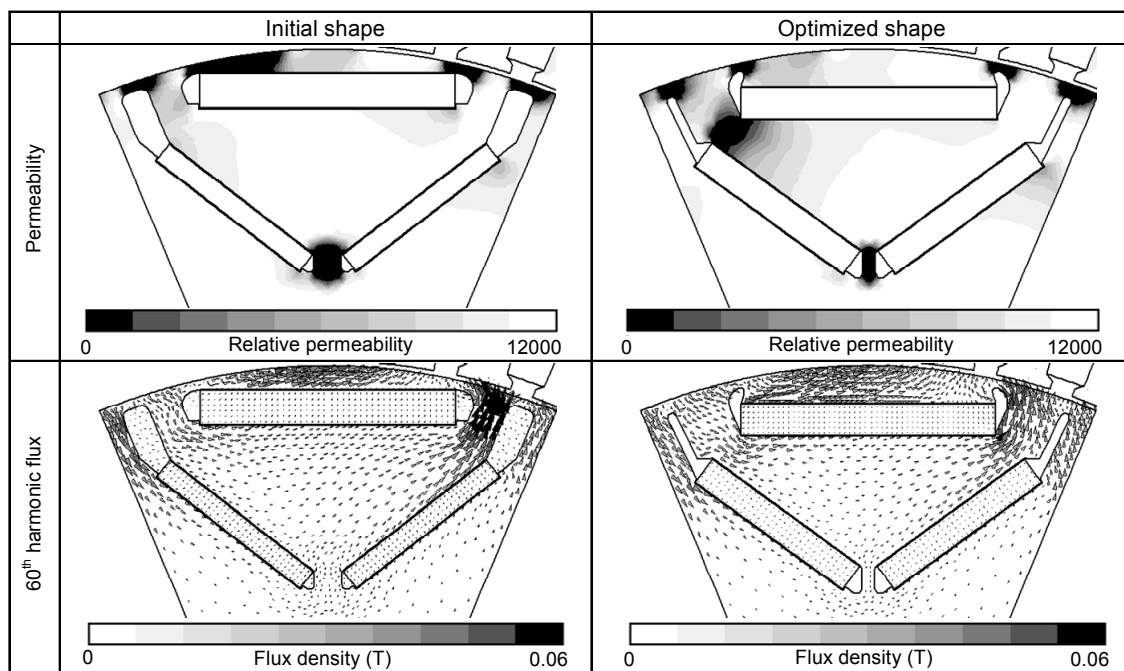 Initial shape
Optimized shape
Permeability
0
Relative permeability
12000
0
Relative permeability
12000
60th harmonic flux
0
Flux density (T)
0.06
0
Flux density (T)
0.06